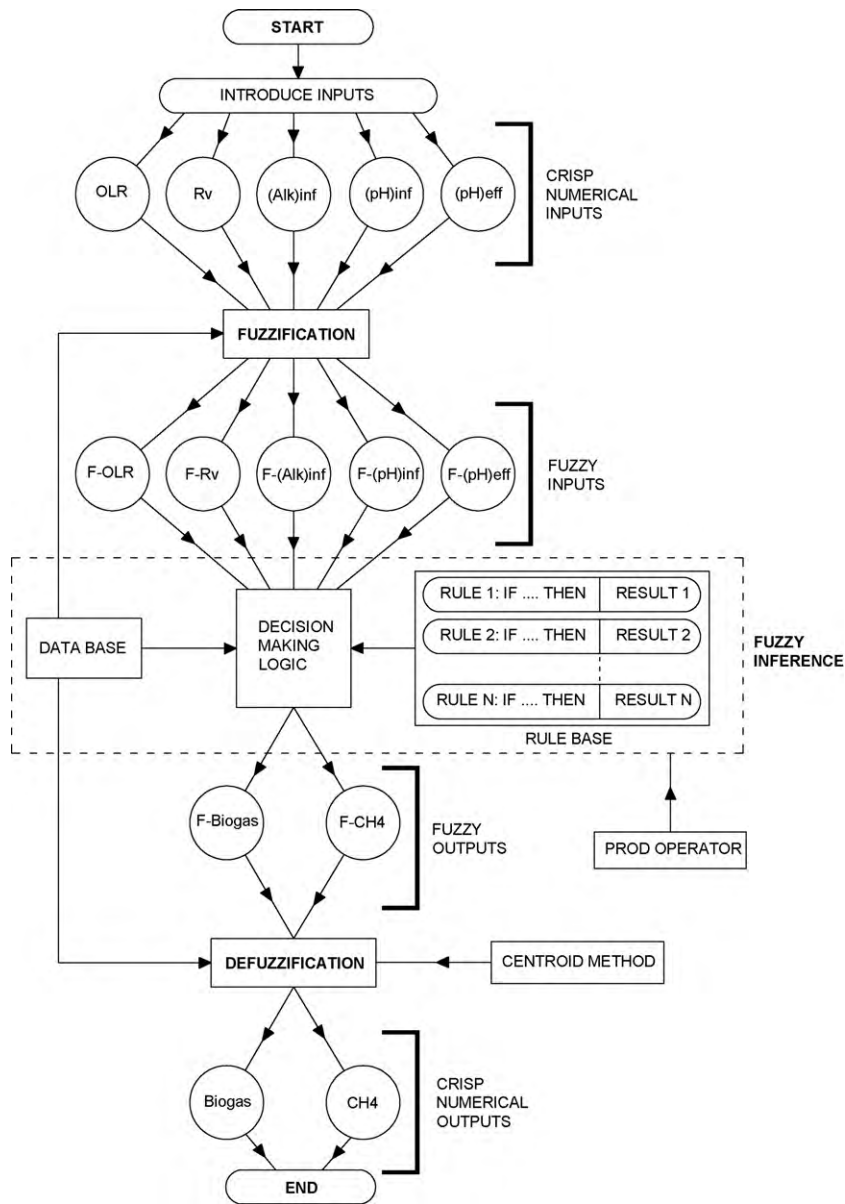 START
INTRODUCE INPUTS
OLR
Rv
(Alk)inf
(pH)inf
(pH)eff
CRISP
NUMERICAL
INPUTS
FUZZIFICATION
F-OLR
F-Rv
F-(Alk)inf
F-(pH)inf
F-(pH)eff
FUZZY
INPUTS
DATA BASE
DECISION
MAKING
LOGIC
RULE 1: IF .... THEN
RESULT 1
RULE 2: IF .... THEN
RESULT 2
RULE N: IF .... THEN
RESULT N
RULE BASE
FUZZY
INFERENCE
F-Biogas
F-CH4
FUZZY
OUTPUTS
PROD OPERATOR
DEFUZZIFICATION
CENTROID METHOD
Biogas
CH4
CRISP
NUMERICAL
OUTPUTS
END